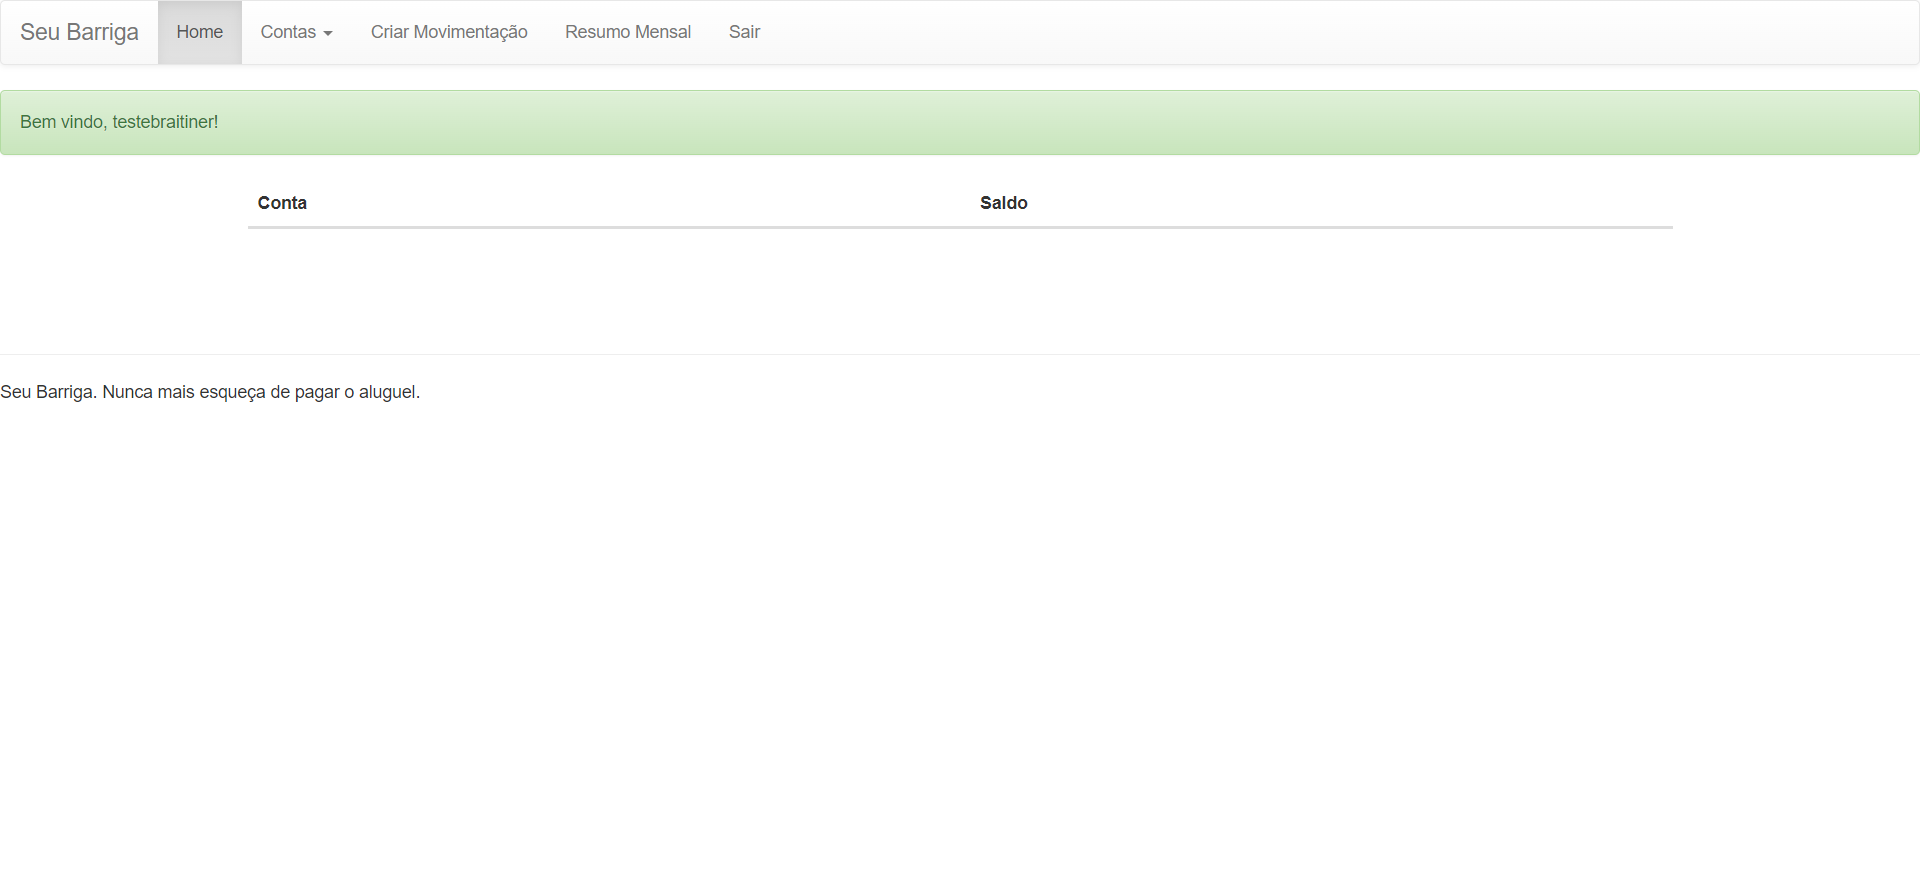 Seu Barriga Home Contas Criar Movimentação Resumo Mensal Sair
Bem vindo, testebraitiner!
Conta Saldo
Seu Barriga. Nunca mais esqueça de pagar o aluguel.